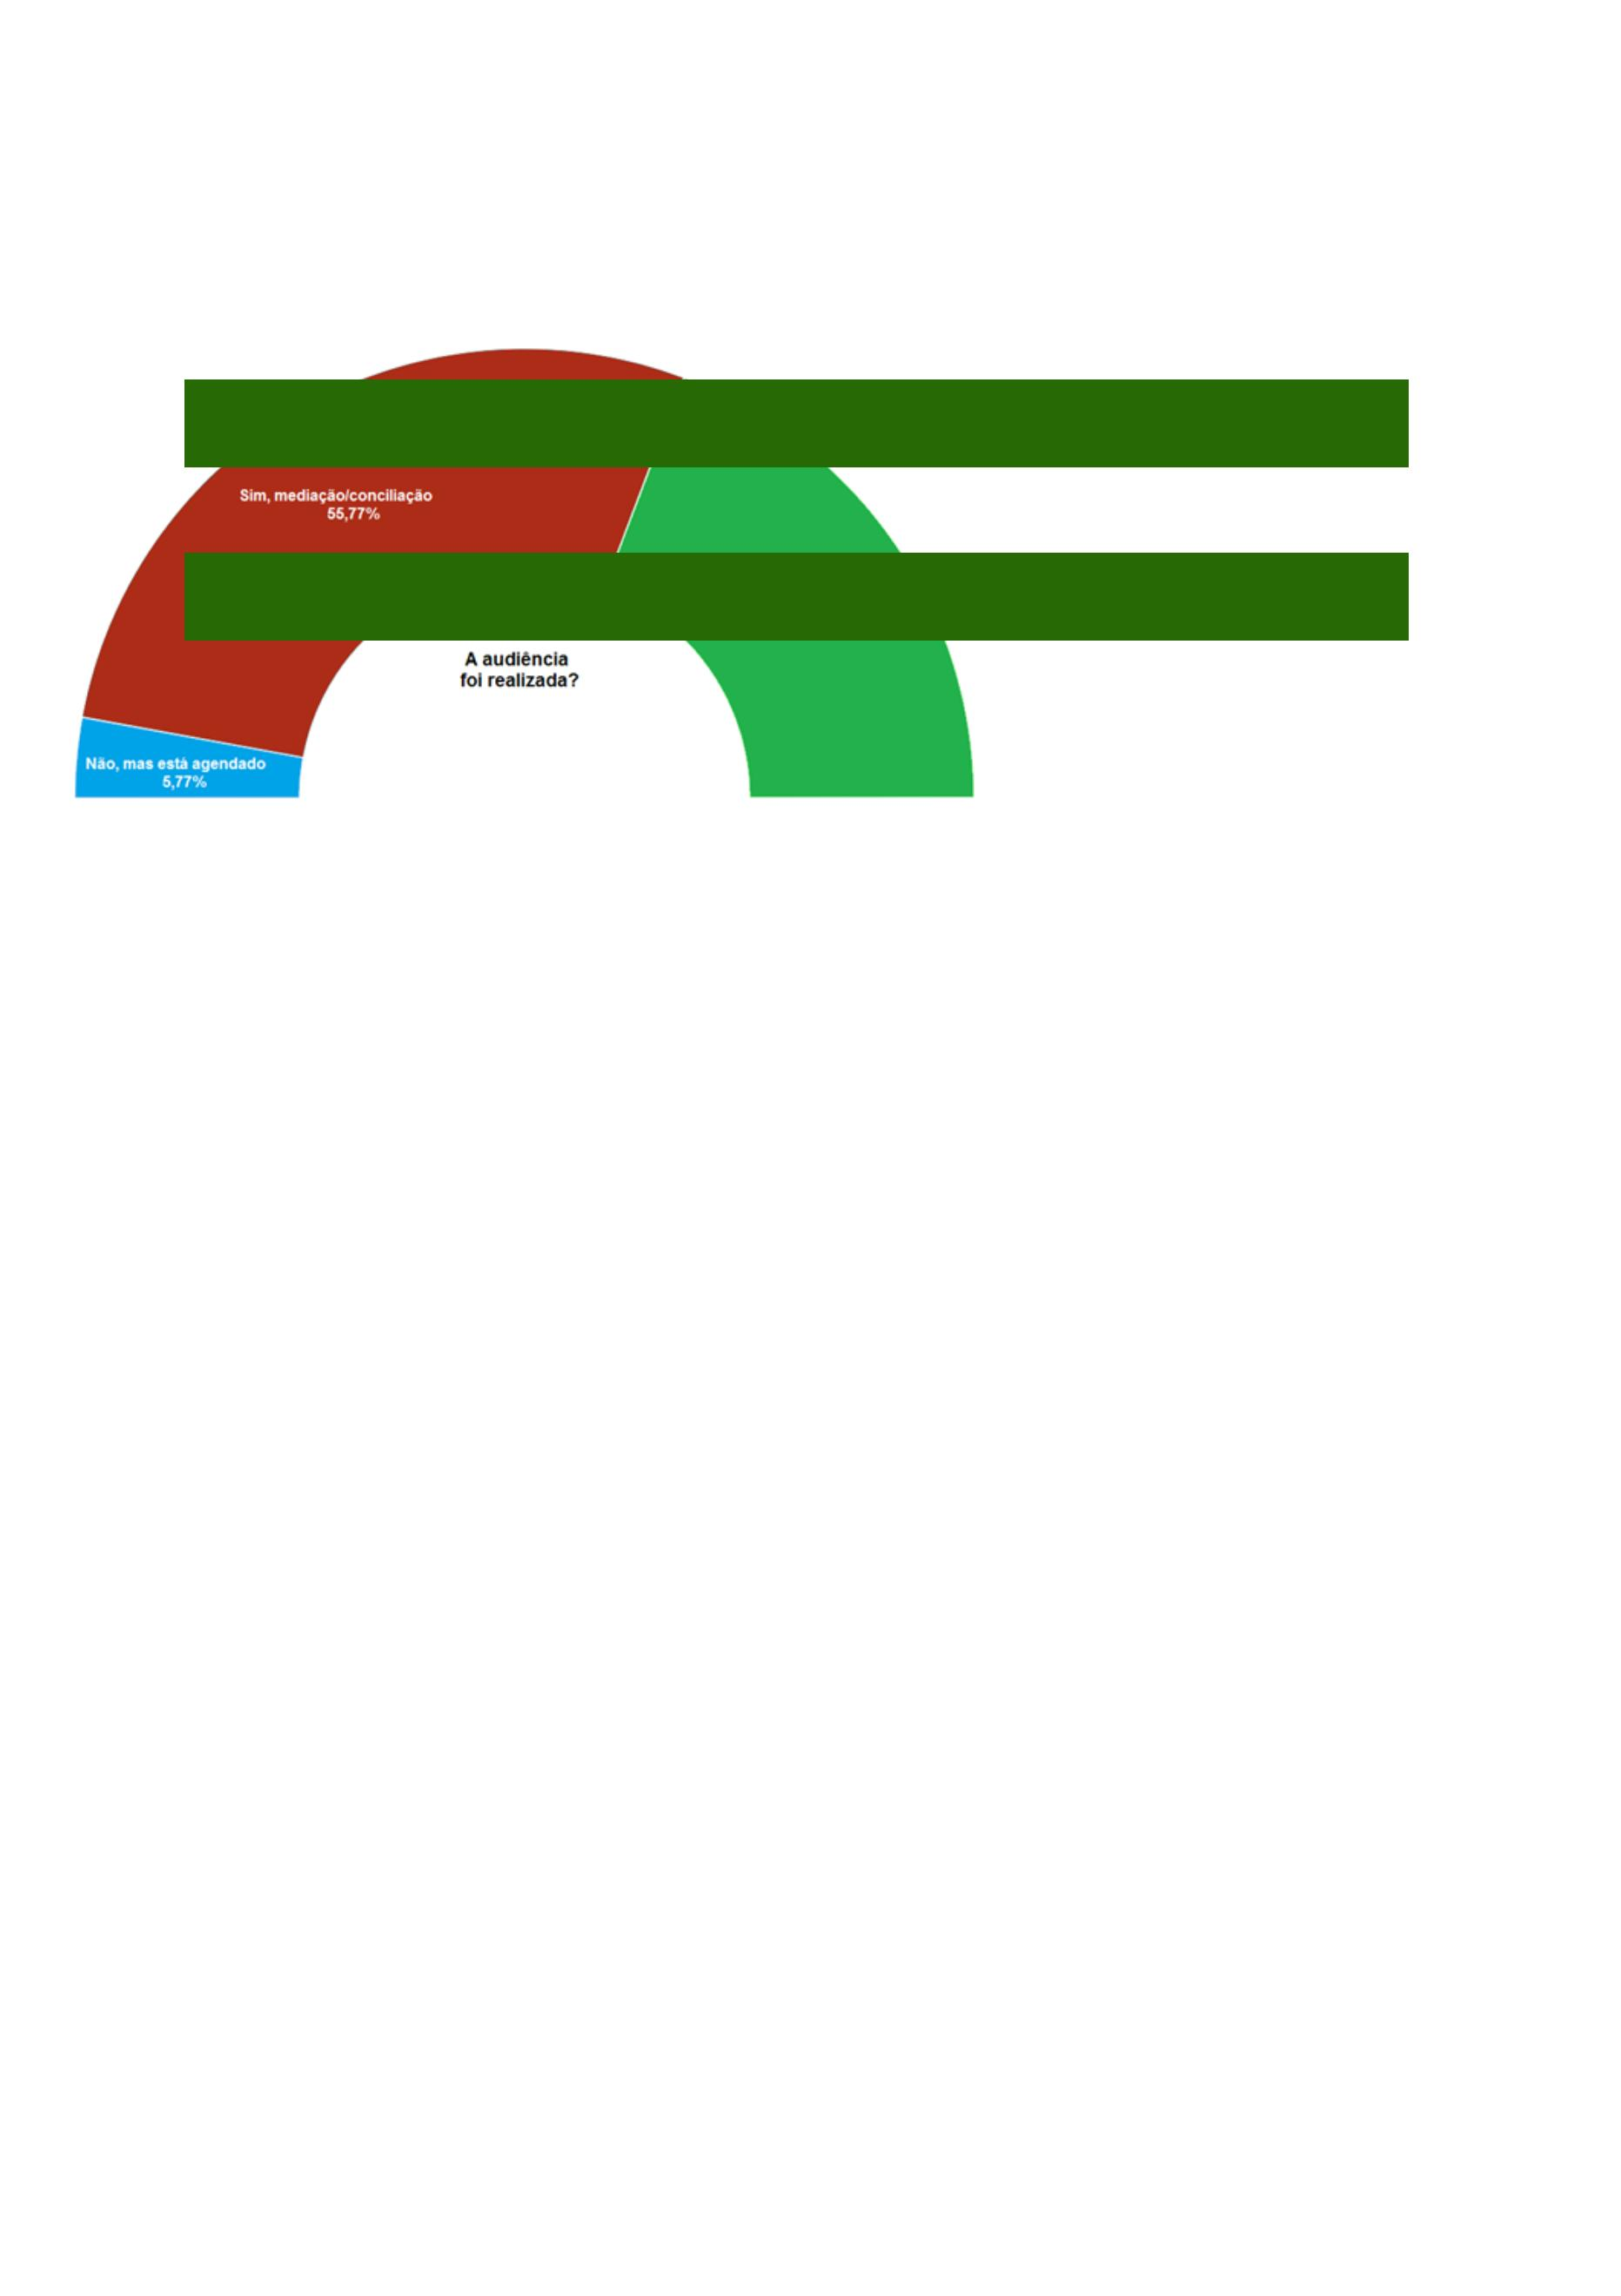 Sim, mediação/conciliação
55,77%
A audiência
foi realizada?
Não, mas está agendado
5,77%